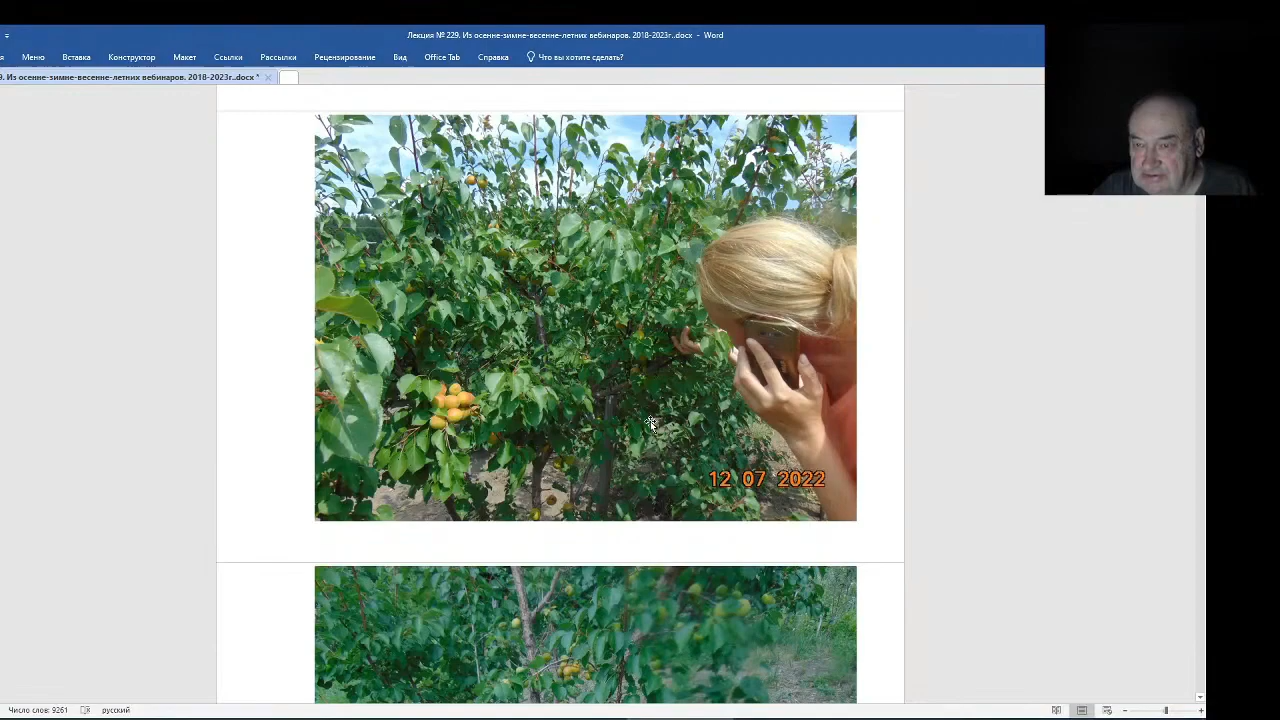 Лекция № 229. Из осенне-зимне-весенне-летних вебинаров. 2018-2023г..docx - Word
Меню Вставка Конструктор Макет Ссылки Рассылки Рецензирование Вид Office Tab Справка Что вы хотите сделать?
9. Из осенне-зимне-весенне-летних вебинаров. 2018-2023г..docx *
12 07 2022
Число слов: 9261 русский